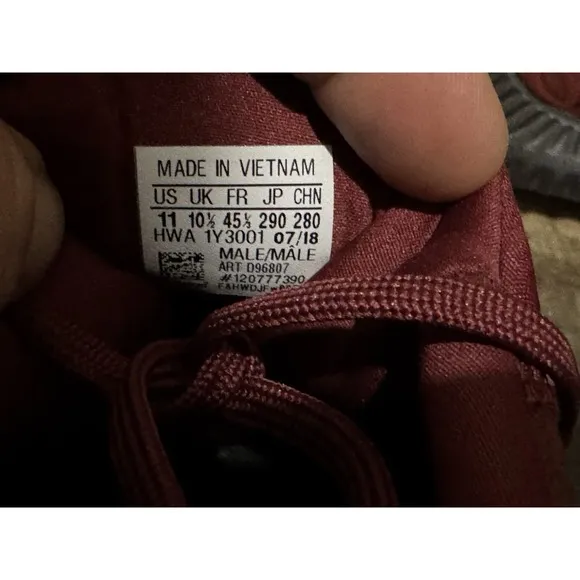 MADE IN VIETNAM
US UK FR JP CHN
11 10½ 45⅓ 290 280
HWA 1Y3001 07/18
MALE/MÂLE
ART D96807
#120777390